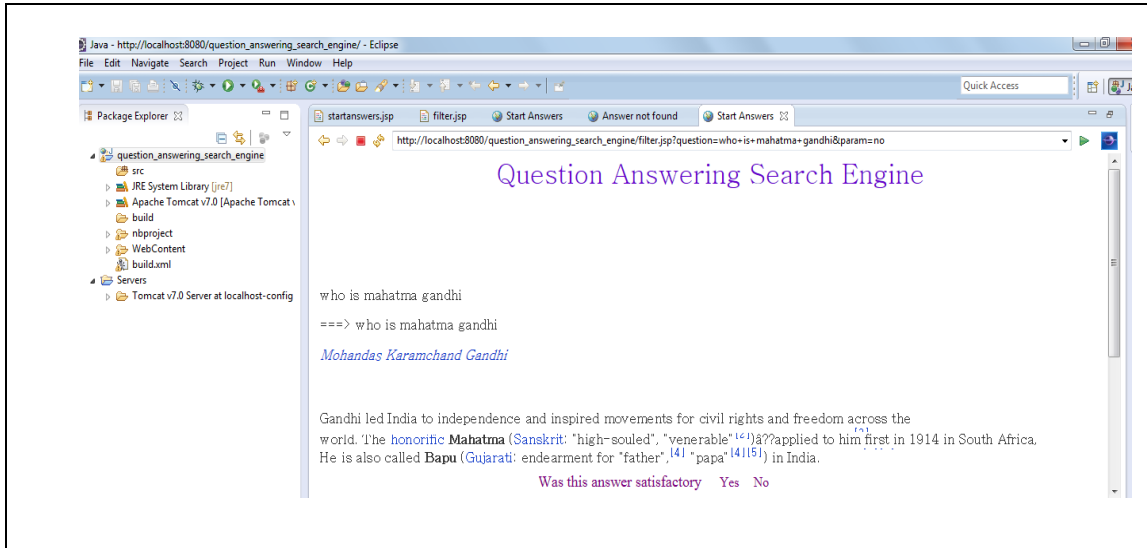 Java - http://localhost:8080/question_answering_search_engine/ - Eclipse
File Edit Navigate Search Project Run Window Help
Quick Access
Package Explorer
startanswers.jsp filter.jsp Start Answers Answer not found Start Answers
http://localhost:8080/question_answering_search_engine/filter.jsp?question=who+is+mahatma+gandhi&param=no
question_answering_search_engine
src
JRE System Library [jre7]
Apache Tomcat v7.0 [Apache Tomcat v
build
nbproject
WebContent
build.xml
Servers
Tomcat v7.0 Server at localhost-config
Question Answering Search Engine
who is mahatma gandhi
===> who is mahatma gandhi
Mohandas Karamchand Gandhi
Gandhi led India to independence and inspired movements for civil rights and freedom across the
world. The honorific Mahatma (Sanskrit: "high-souled", "venerable"[2])â??applied to him first in 1914 in South Africa,
He is also called Bapu (Gujarati: endearment for "father",[4] "papa"[4][5]) in India.
Was this answer satisfactory Yes No